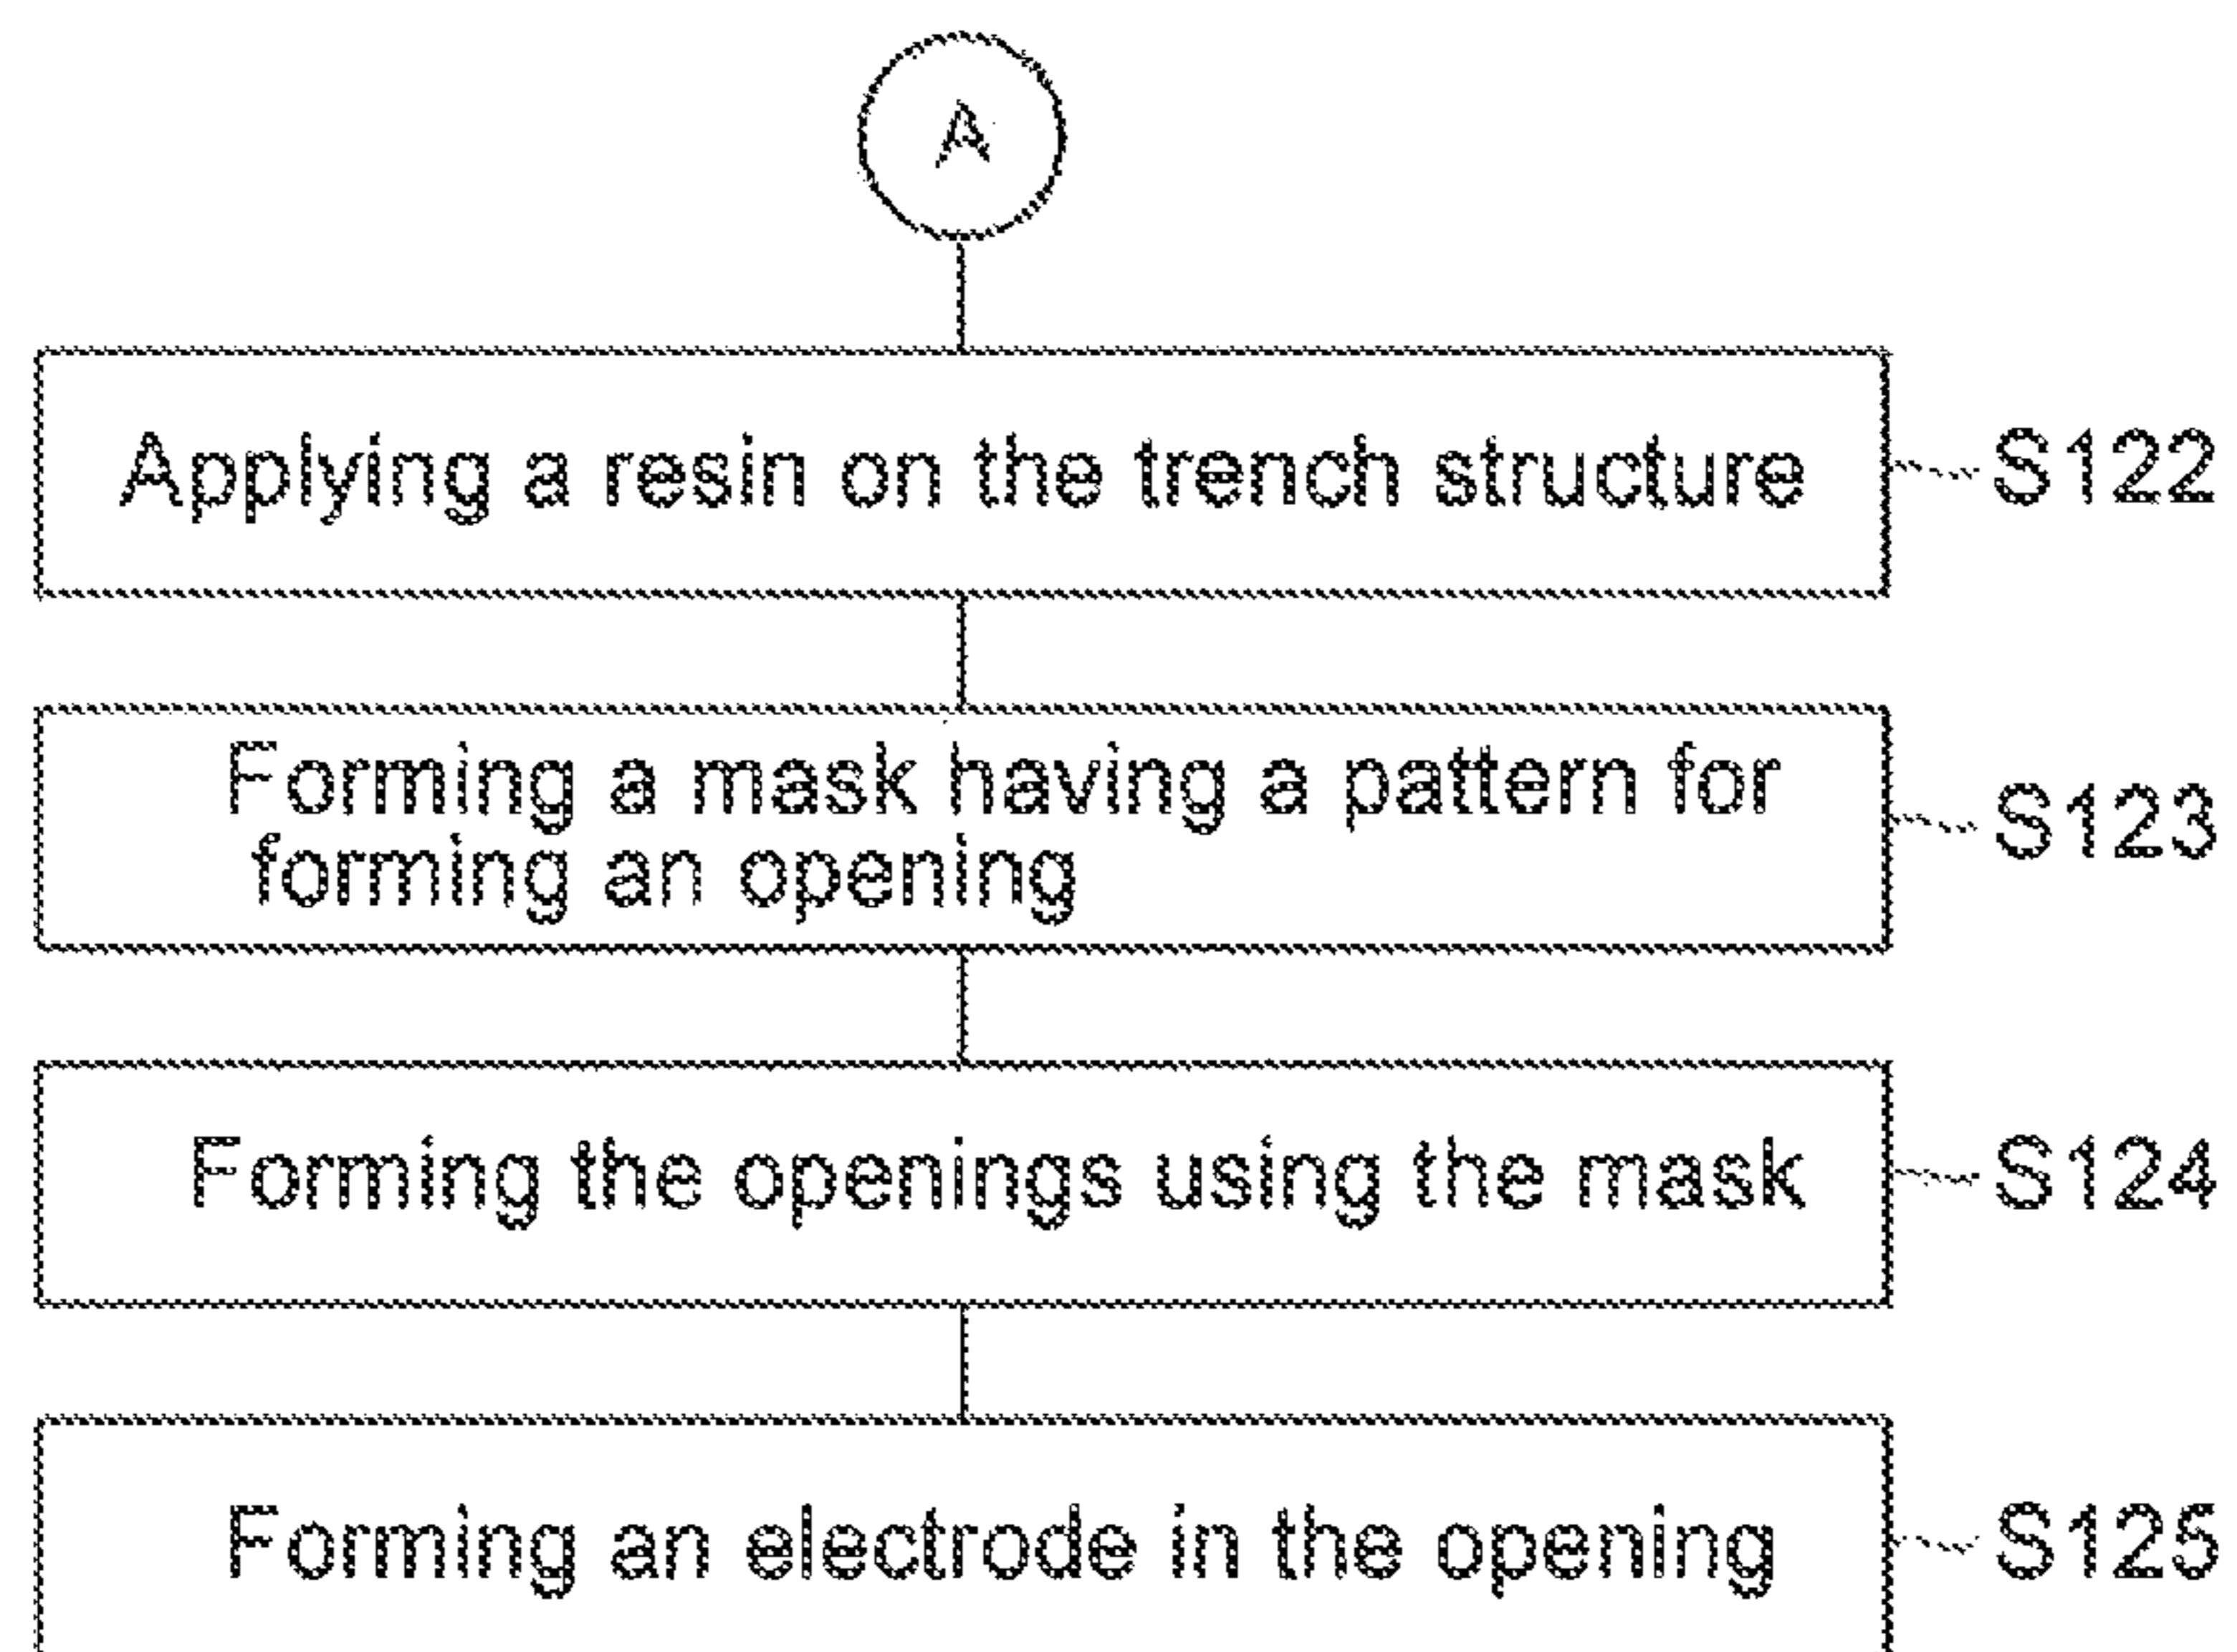 A
Applying a resin on the trench structure
S122
Forming a mask having a pattern for
forming an opening
S123
Forming the openings using the mask
S124
Forming an electrode in the opening
S125